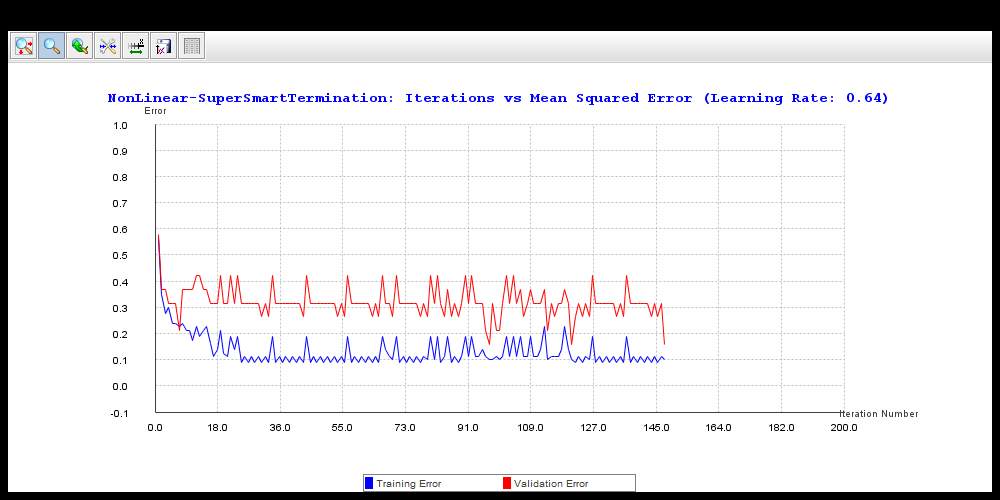 NonLinear-SuperSmartTermination: Iterations vs Mean Squared Error (Learning Rate: 0.64)
Error
1.0
0.9
0.8
0.7
0.6
0.5
0.4
0.3
0.2
0.1
0.0
-0.1
Iteration Number
0.0 18.0 36.0 55.0 73.0 91.0 109.0 127.0 145.0 164.0 182.0 200.0
Training Error Validation Error